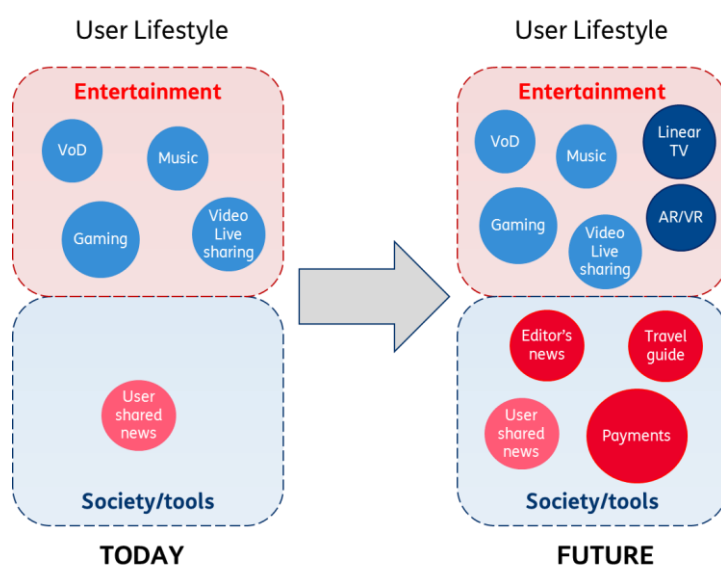 User Lifestyle
Entertainment
VoD
Music
Gaming
Video
Live
sharing
User
shared
news
Society/tools
TODAY
User Lifestyle
Entertainment
VoD
Music
Linear
TV
Gaming
AR/VR
Video
Live
sharing
Editor's
news
Travel
guide
User
shared
news
Payments
Society/tools
FUTURE